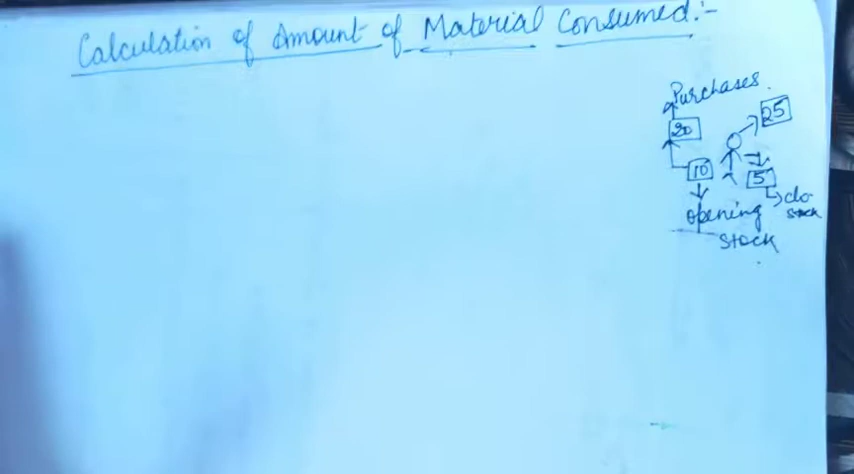 Calculation of Amount of Material Consumed:-
Purchases
25
20
10
5
clo
stock
opening
stock